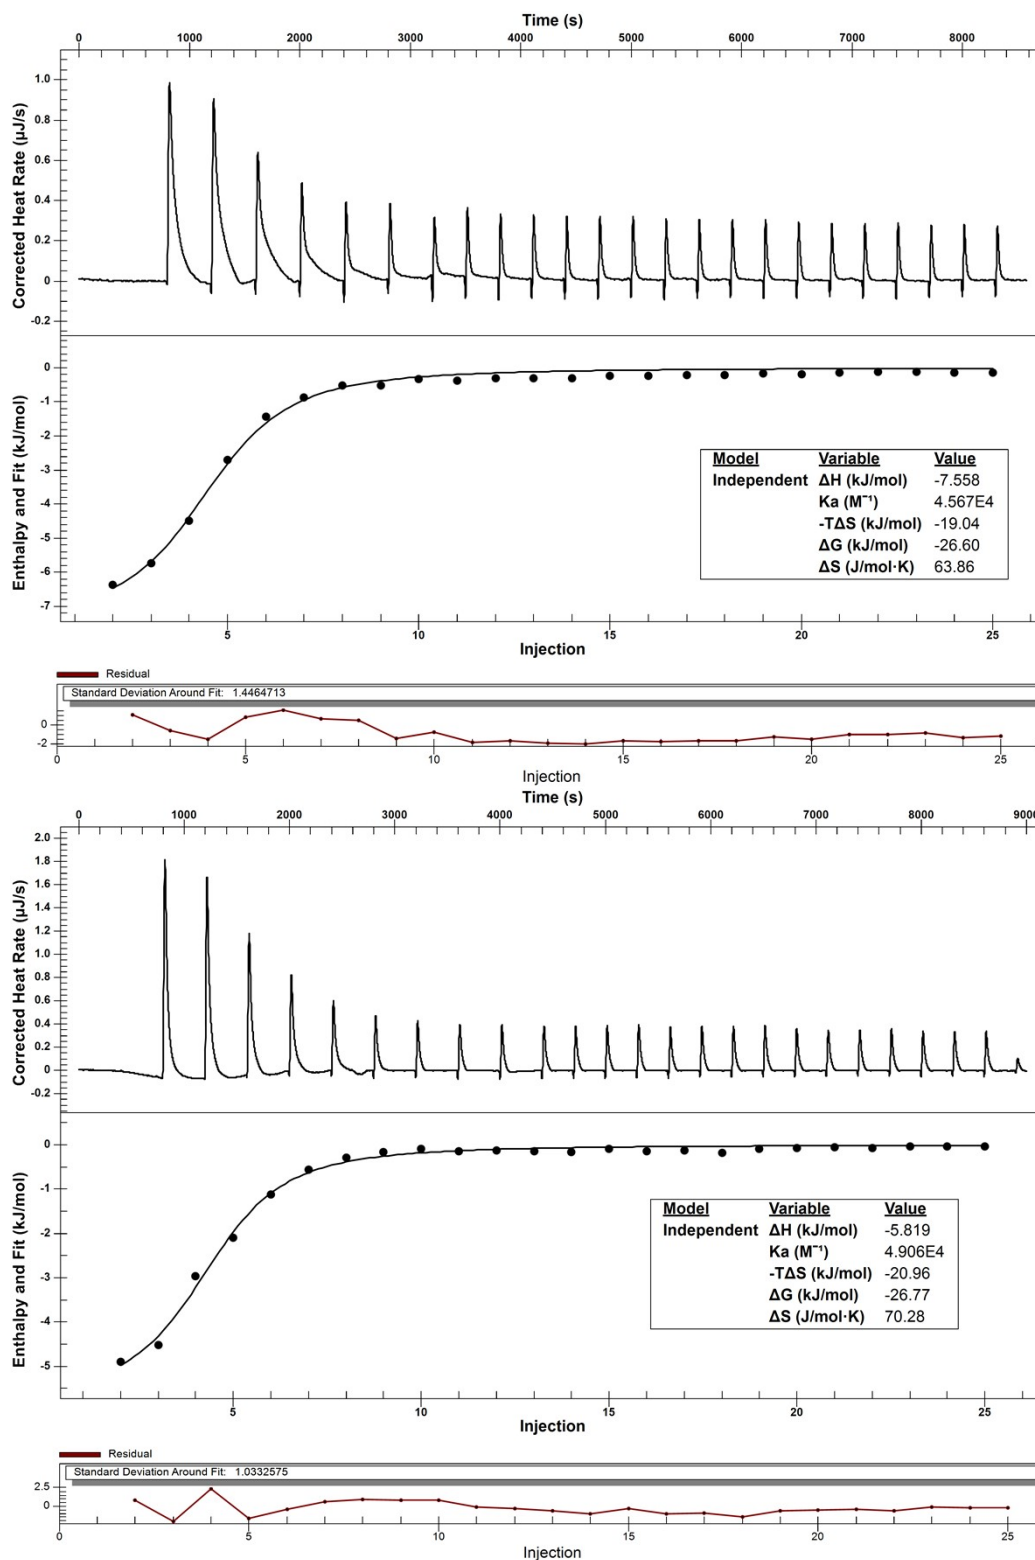 Time (s)
0 1000 2000 3000 4000 5000 6000 7000 8000
Corrected Heat Rate (µJ/s)
1.0
0.8
0.6
0.4
0.2
0
-0.2
Enthalpy and Fit (kJ/mol)
0
-1
-2
-3
-4
-5
-6
-7
Model Variable Value
Independent ΔH (kJ/mol) -7.558
Ka (M⁻¹) 4.567E4
-TΔS (kJ/mol) -19.04
ΔG (kJ/mol) -26.60
ΔS (J/mol·K) 63.86
5 10 15 20 25
Injection
Residual
Standard Deviation Around Fit: 1.4464713
0
-2
0 5 10 15 20 25
Injection
Time (s)
0 1000 2000 3000 4000 5000 6000 7000 8000 9000
Corrected Heat Rate (µJ/s)
2.0
1.8
1.6
1.4
1.2
1.0
0.8
0.6
0.4
0.2
0
-0.2
Enthalpy and Fit (kJ/mol)
0
-1
-2
-3
-4
-5
Model Variable Value
Independent ΔH (kJ/mol) -5.819
Ka (M⁻¹) 4.906E4
-TΔS (kJ/mol) -20.96
ΔG (kJ/mol) -26.77
ΔS (J/mol·K) 70.28
5 10 15 20 25
Injection
Residual
Standard Deviation Around Fit: 1.0332575
2.5
0
0 5 10 15 20 25
Injection